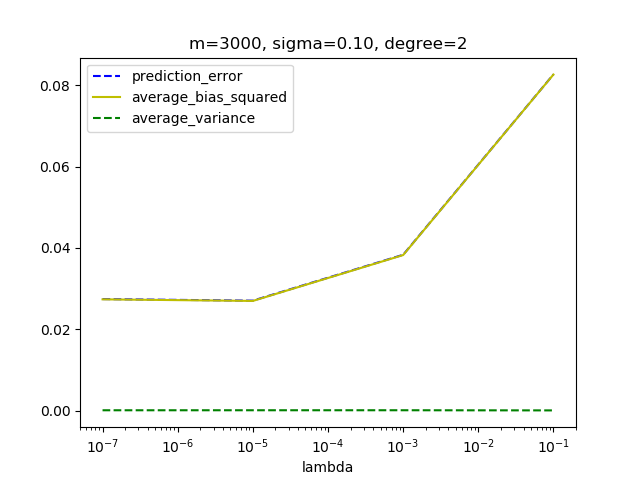 m=3000, sigma=0.10, degree=2
prediction_error
average_bias_squared
average_variance
0.08
0.06
0.04
0.02
0.00
10⁻⁷ 10⁻⁶ 10⁻⁵ 10⁻⁴ 10⁻³ 10⁻² 10⁻¹
lambda